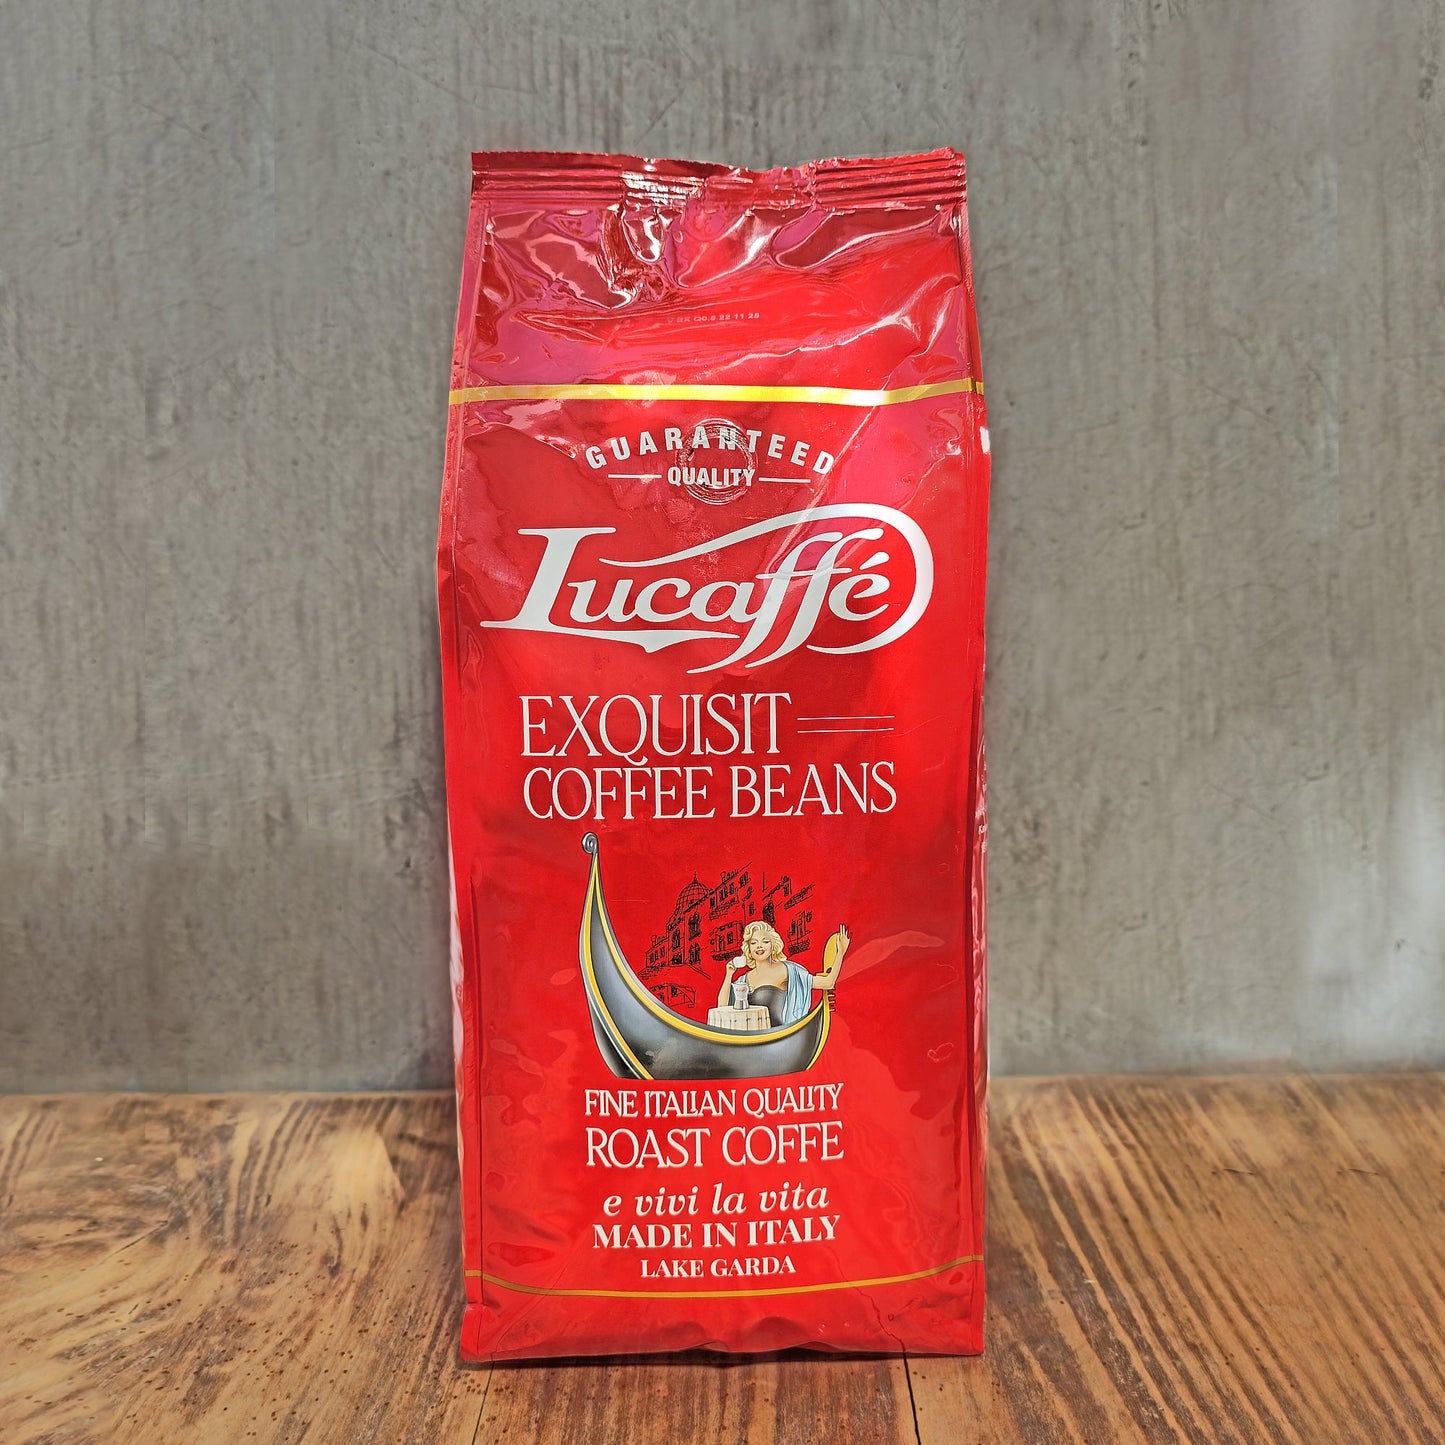 GUARANTEED
QUALITY
Lucaffé
EXQUISIT
COFFEE BEANS
FINE ITALIAN QUALITY
ROAST COFFE
e vivi la vita
MADE IN ITALY
LAKE GARDA